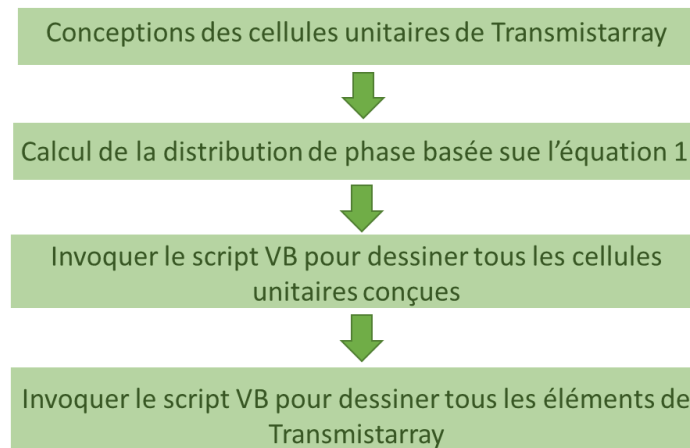 Conceptions des cellules unitaires de Transmistarray
Calcul de la distribution de phase basée sue l’équation 1
Invoquer le script VB pour dessiner tous les cellules
unitaires conçues
Invoquer le script VB pour dessiner tous les éléments de
Transmistarray